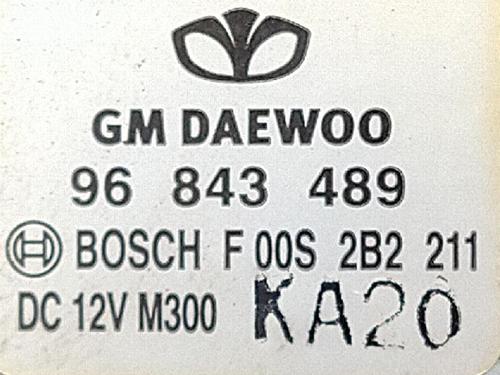 GM DAEWOO
96 843 489
BOSCH F 00S 2B2 211
DC 12V M300 KA20